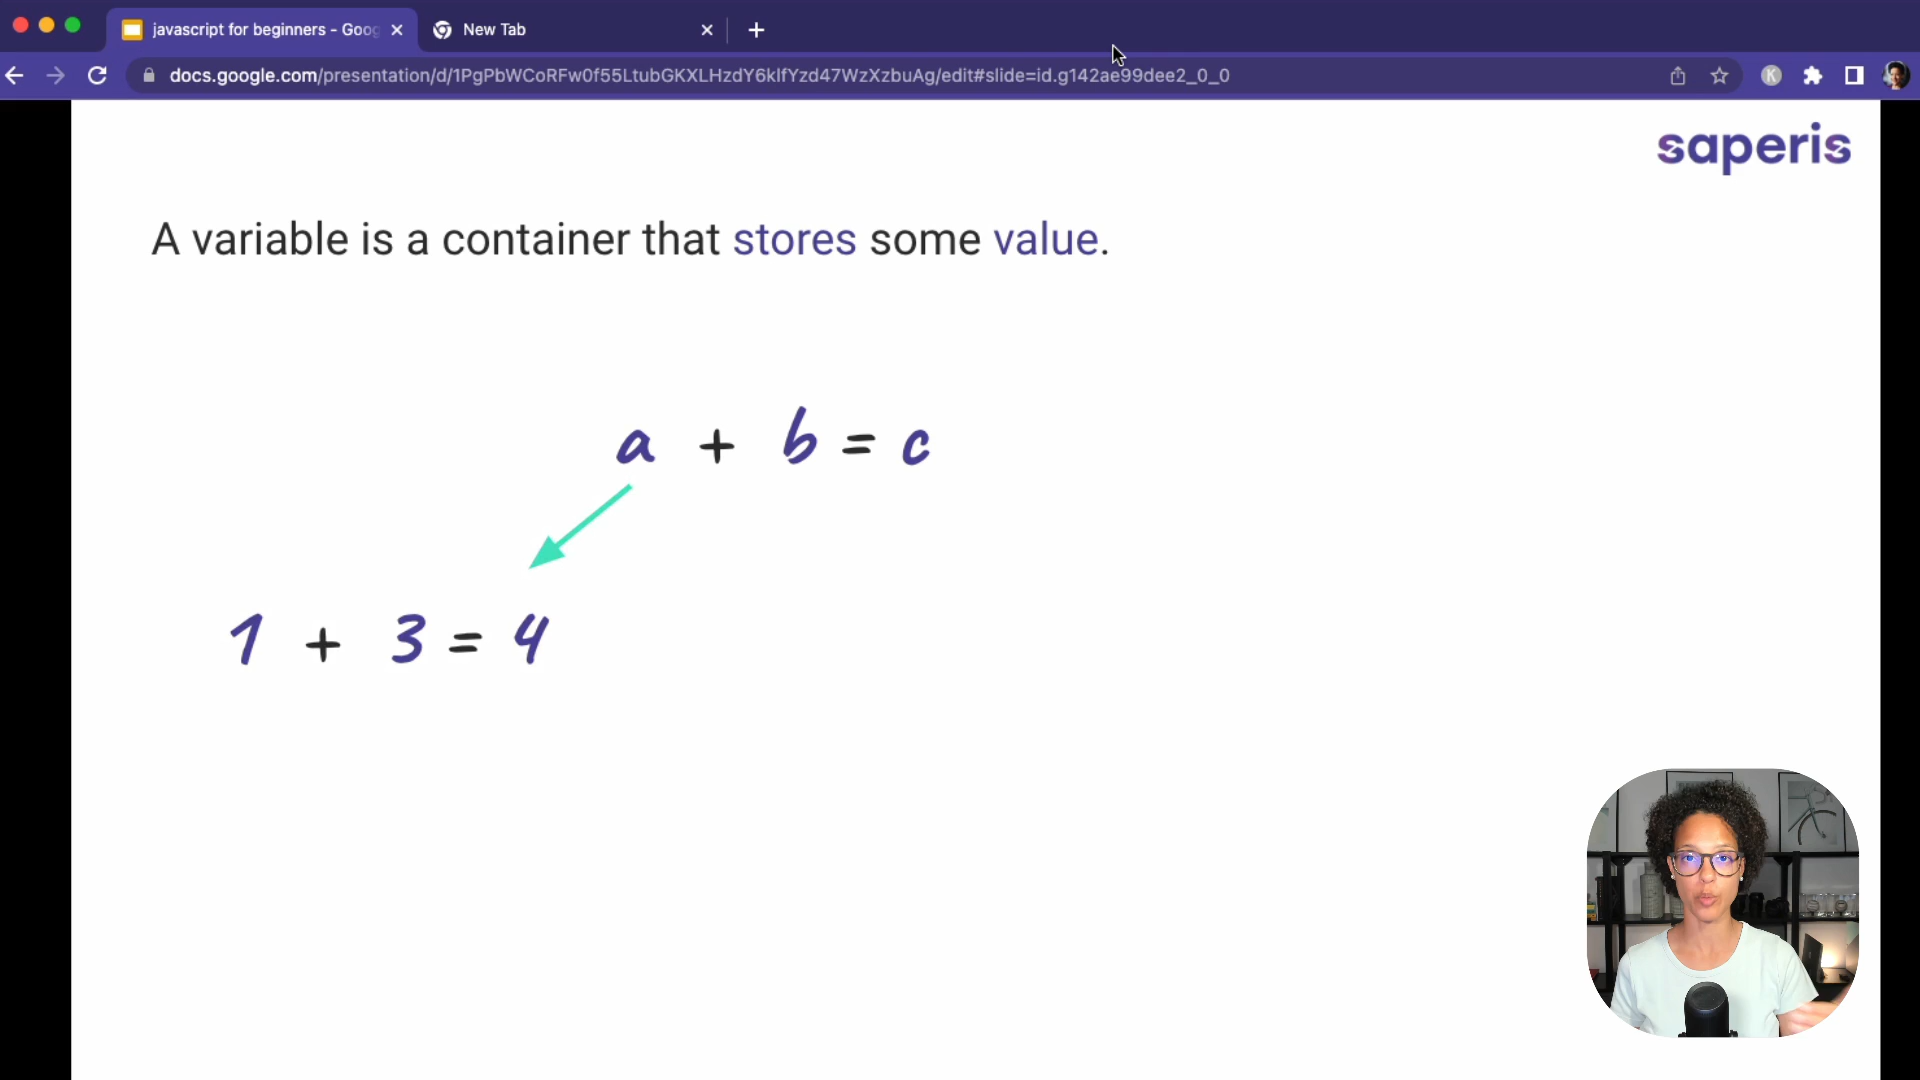 javascript for beginners - Goog
New Tab
docs.google.com/presentation/d/1PgPbWCoRFw0f55LtubGKXLHzdY6klfYzd47WzXzbuAg/edit#slide=id.g142ae99dee2_0_0
K
saperis
A variable is a container that stores some value.
a + b = c
1 + 3 = 4